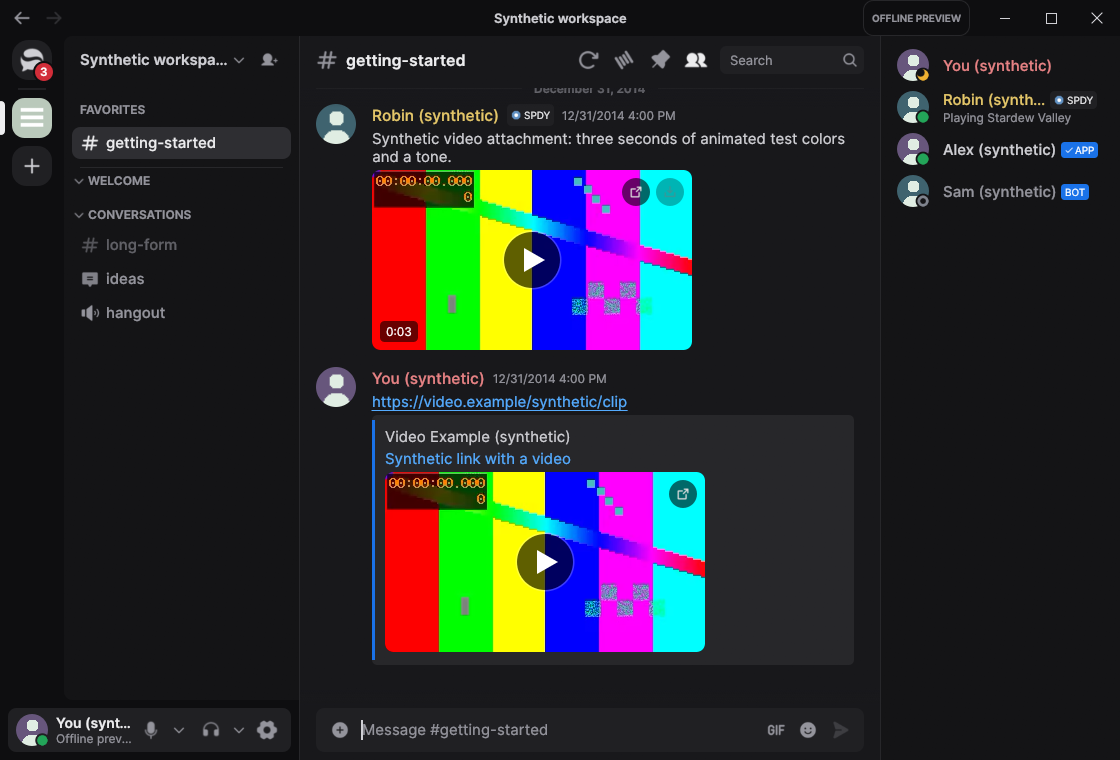 Synthetic workspace
OFFLINE PREVIEW
3
Synthetic workspa...
FAVORITES
# getting-started
WELCOME
CONVERSATIONS
# long-form
ideas
hangout
You (synt...
Offline prev...
# getting-started
Search
December 31, 2014
Robin (synthetic) SPDY 12/31/2014 4:00 PM
Synthetic video attachment: three seconds of animated test colors
and a tone.
00:00:00.000
0
0:03
You (synthetic) 12/31/2014 4:00 PM
https://video.example/synthetic/clip
Video Example (synthetic)
Synthetic link with a video
00:00:00.000
0
Message #getting-started
GIF
You (synthetic)
Robin (synth... SPDY
Playing Stardew Valley
Alex (synthetic) APP
Sam (synthetic) BOT